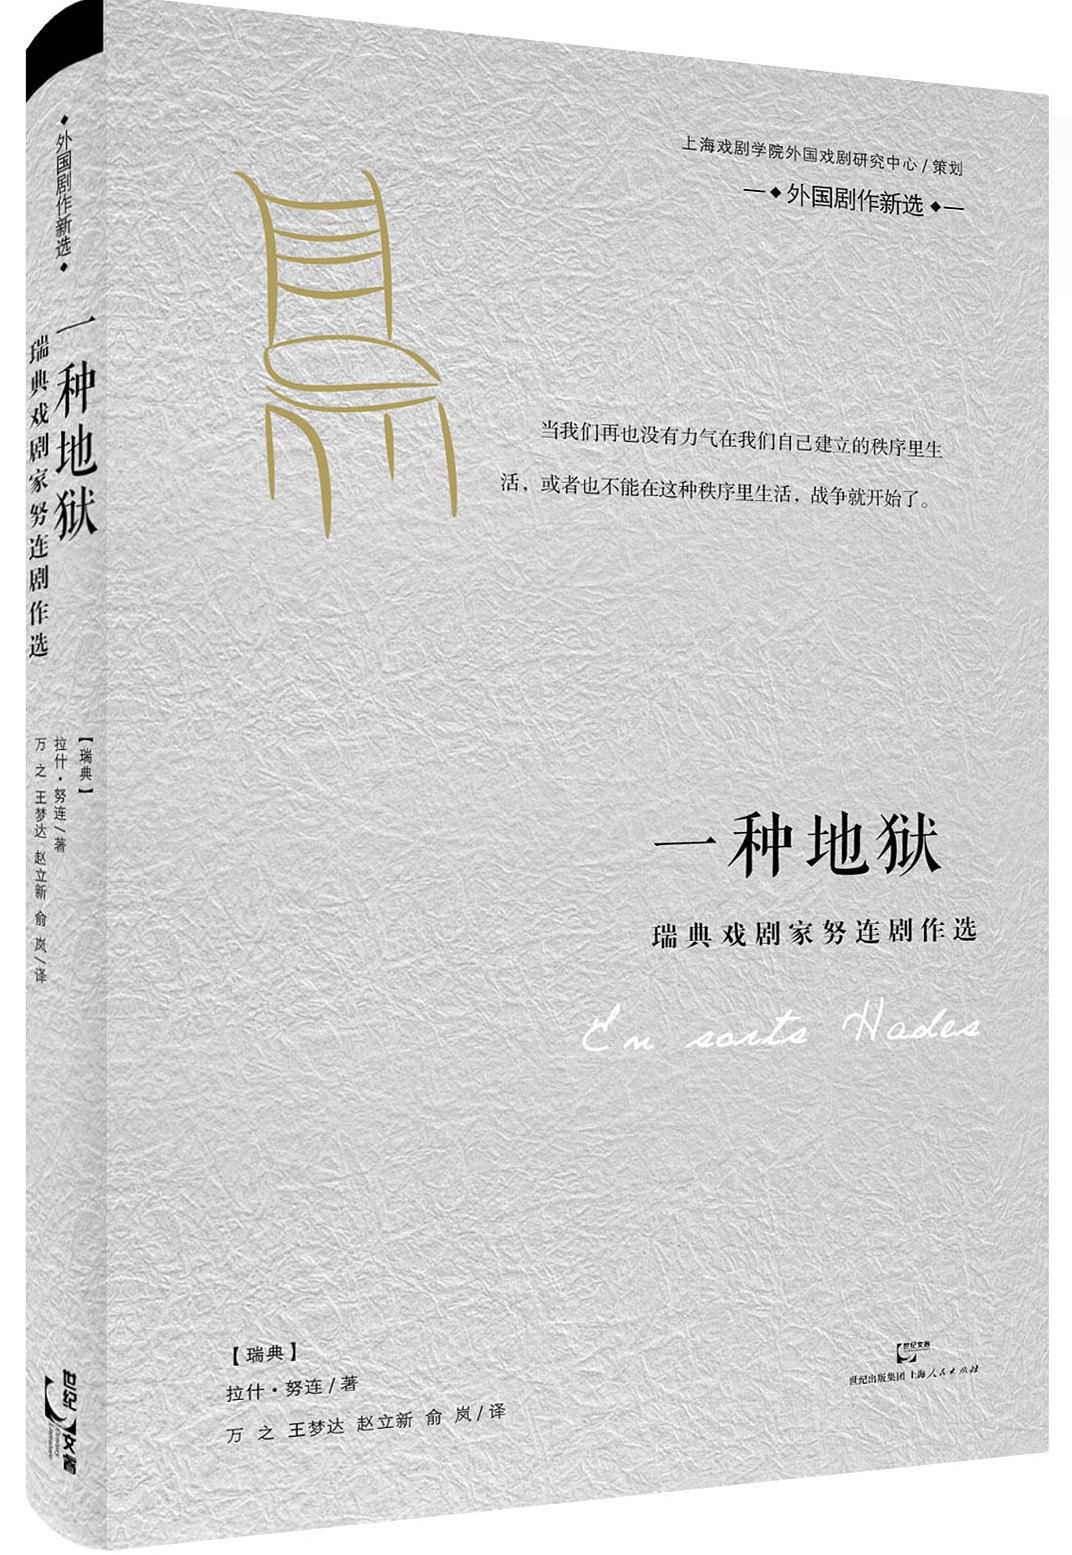 上海戏剧学院外国戏剧研究中心/策划
外国剧作新选
当我们再也没有力气在我们自己建立的秩序里生
活，或者也不能在这种秩序里生活，战争就开始了。
一种地狱
瑞典戏剧家努连剧作选
En sorts Hades
【瑞典】
拉什·努连/著
万 之 王梦达 赵立新 俞 岚/译
世纪文睿
世纪出版集团 上海人民出版社
外国剧作新选
一种地狱
瑞典戏剧家努连剧作选
【瑞典】
拉什·努连/著
万 之 王梦达 赵立新 俞 岚/译
世纪文睿